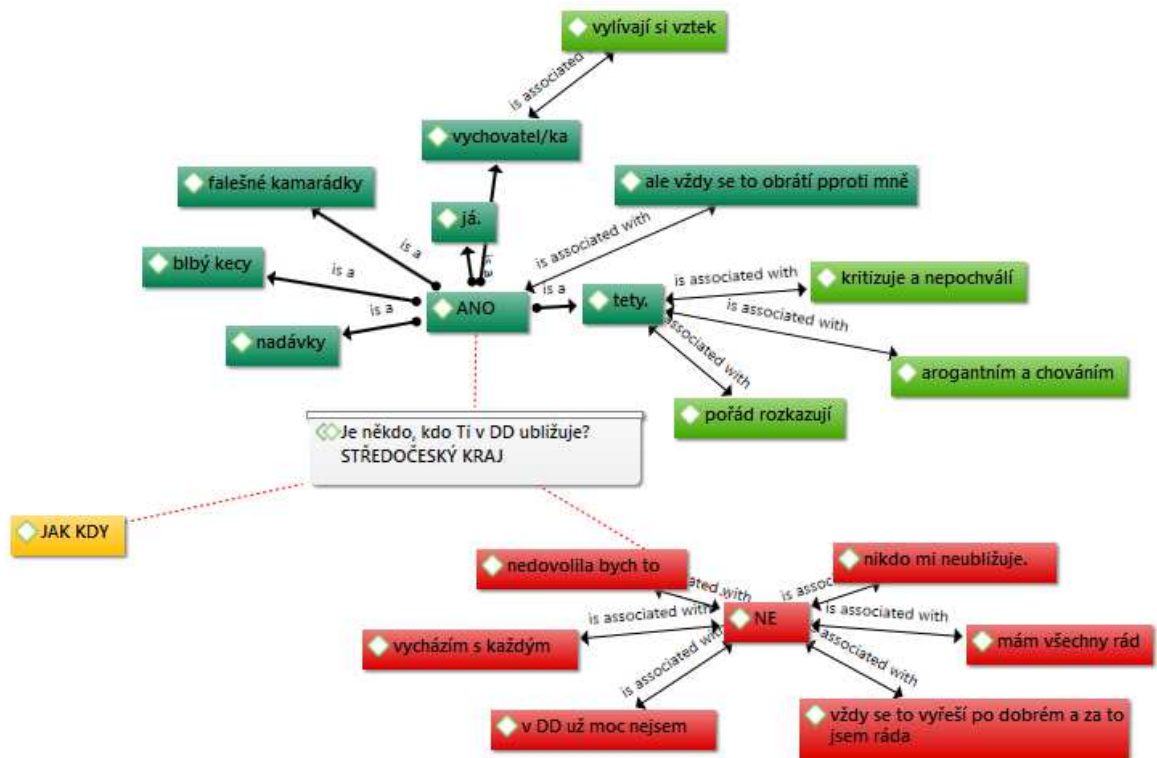 vylívají si vztek
is associated
vychovatel/ka
falešné kamarádky
ale vždy se to obrátí pproti mně
já.
is associated with
is a
is a
blbý kecy
is a
is associated with
kritizuje a nepochválí
is a
ANO
is a
tety.
is associated with
nadávky
associated with
arogantním a chováním
pořád rozkazují
Je někdo, kdo Ti v DD ubližuje?
STŘEDOČESKÝ KRAJ
JAK KDY
nedovolila bych to
nikdo mi neubližuje.
with
is
NE
is associated with
is associated with
vycházím s každým
mám všechny rád
is associated with
associated with
v DD už moc nejsem
vždy se to vyřeší po dobrém a za to
jsem ráda